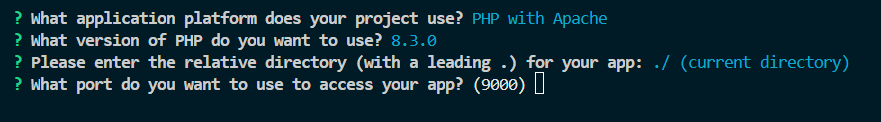 ? What application platform does your project use? PHP with Apache
? What version of PHP do you want to use? 8.3.0
? Please enter the relative directory (with a leading .) for your app: ./ (current directory)
? What port do you want to use to access your app? (9000)